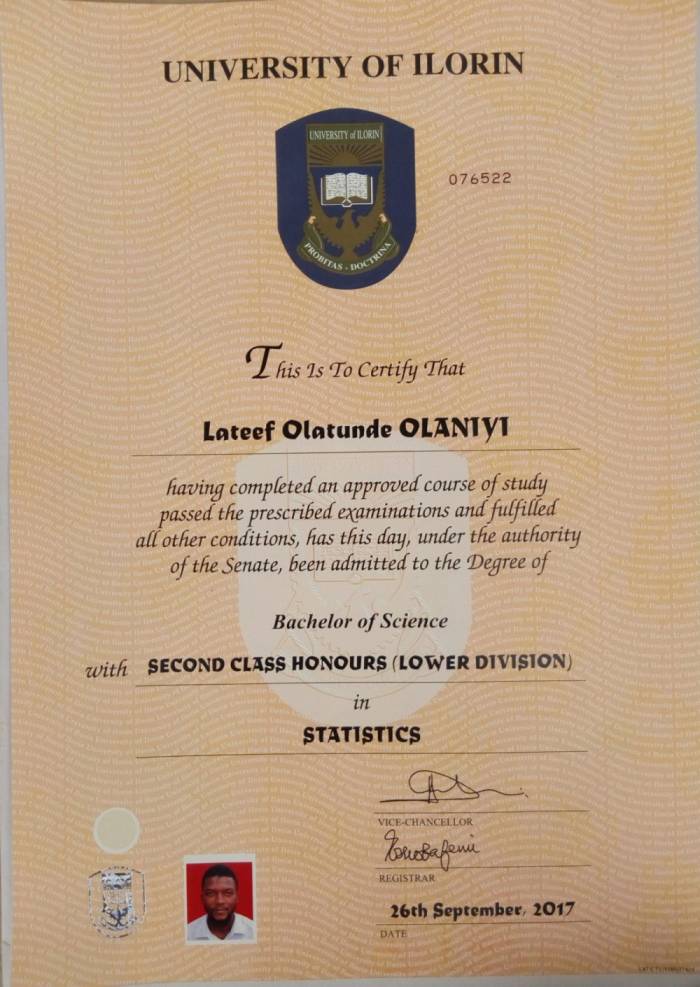 UNIVERSITY OF ILORIN
UNIVERSITY of ILORIN
076522
PROBITAS - DOCTRINA
This Is To Certify That
Lateef Olatunde OLANIYI
having completed an approved course of study
passed the prescribed examinations and fulfilled
all other conditions, has this day, under the authority
of the Senate, been admitted to the Degree of
Bachelor of Science
with SECOND CLASS HONOURS (LOWER DIVISION)
in
STATISTICS
VICE-CHANCELLOR
REGISTRAR
26th September, 2017
DATE